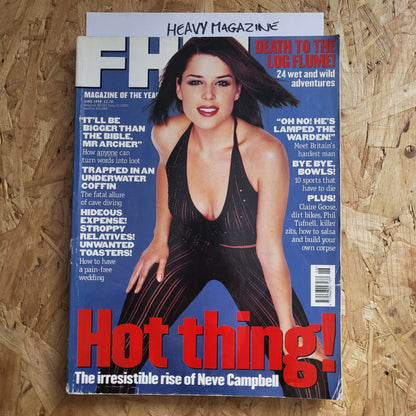 HEAVY MAGAZINE
FHM
DEATH TO THE
LOG FLUME!
24 wet and wild
adventures
MAGAZINE OF THE YEAR
JUNE 1998 £2.70
"IT'LL BE
BIGGER THAN
THE BIBLE,
MR ARCHER"
How anyone can
turn words into loot
TRAPPED IN AN
UNDERWATER
COFFIN
The fatal allure
of cave diving
HIDEOUS
EXPENSE!
STROPPY
RELATIVES!
UNWANTED
TOASTERS!
How to have
a pain-free
wedding
"OH NO! HE'S
LAMPED THE
WARDEN!"
Meet Britain's
hardest man
BYE BYE,
BOWLS!
10 sports that
have to die
PLUS!
Claire Goose,
dirt bikes, Phil
Tufnell, killer
zits, how to salsa
and build your
own corpse
Hot thing!
The irresistible rise of Neve Campbell